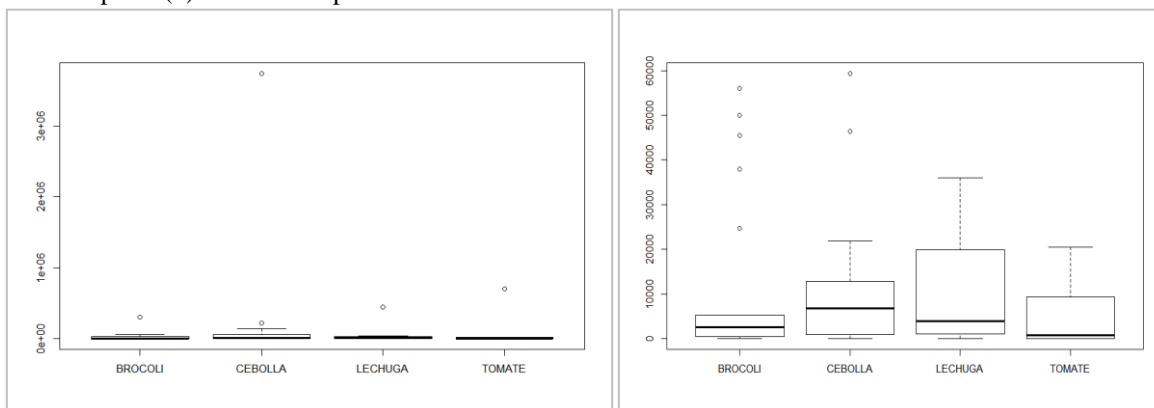 3e+06
2e+06
1e+06
0e+00
BROCOLI CEBOLLA LECHUGA TOMATE
60000
50000
40000
30000
20000
10000
0
BROCOLI CEBOLLA LECHUGA TOMATE